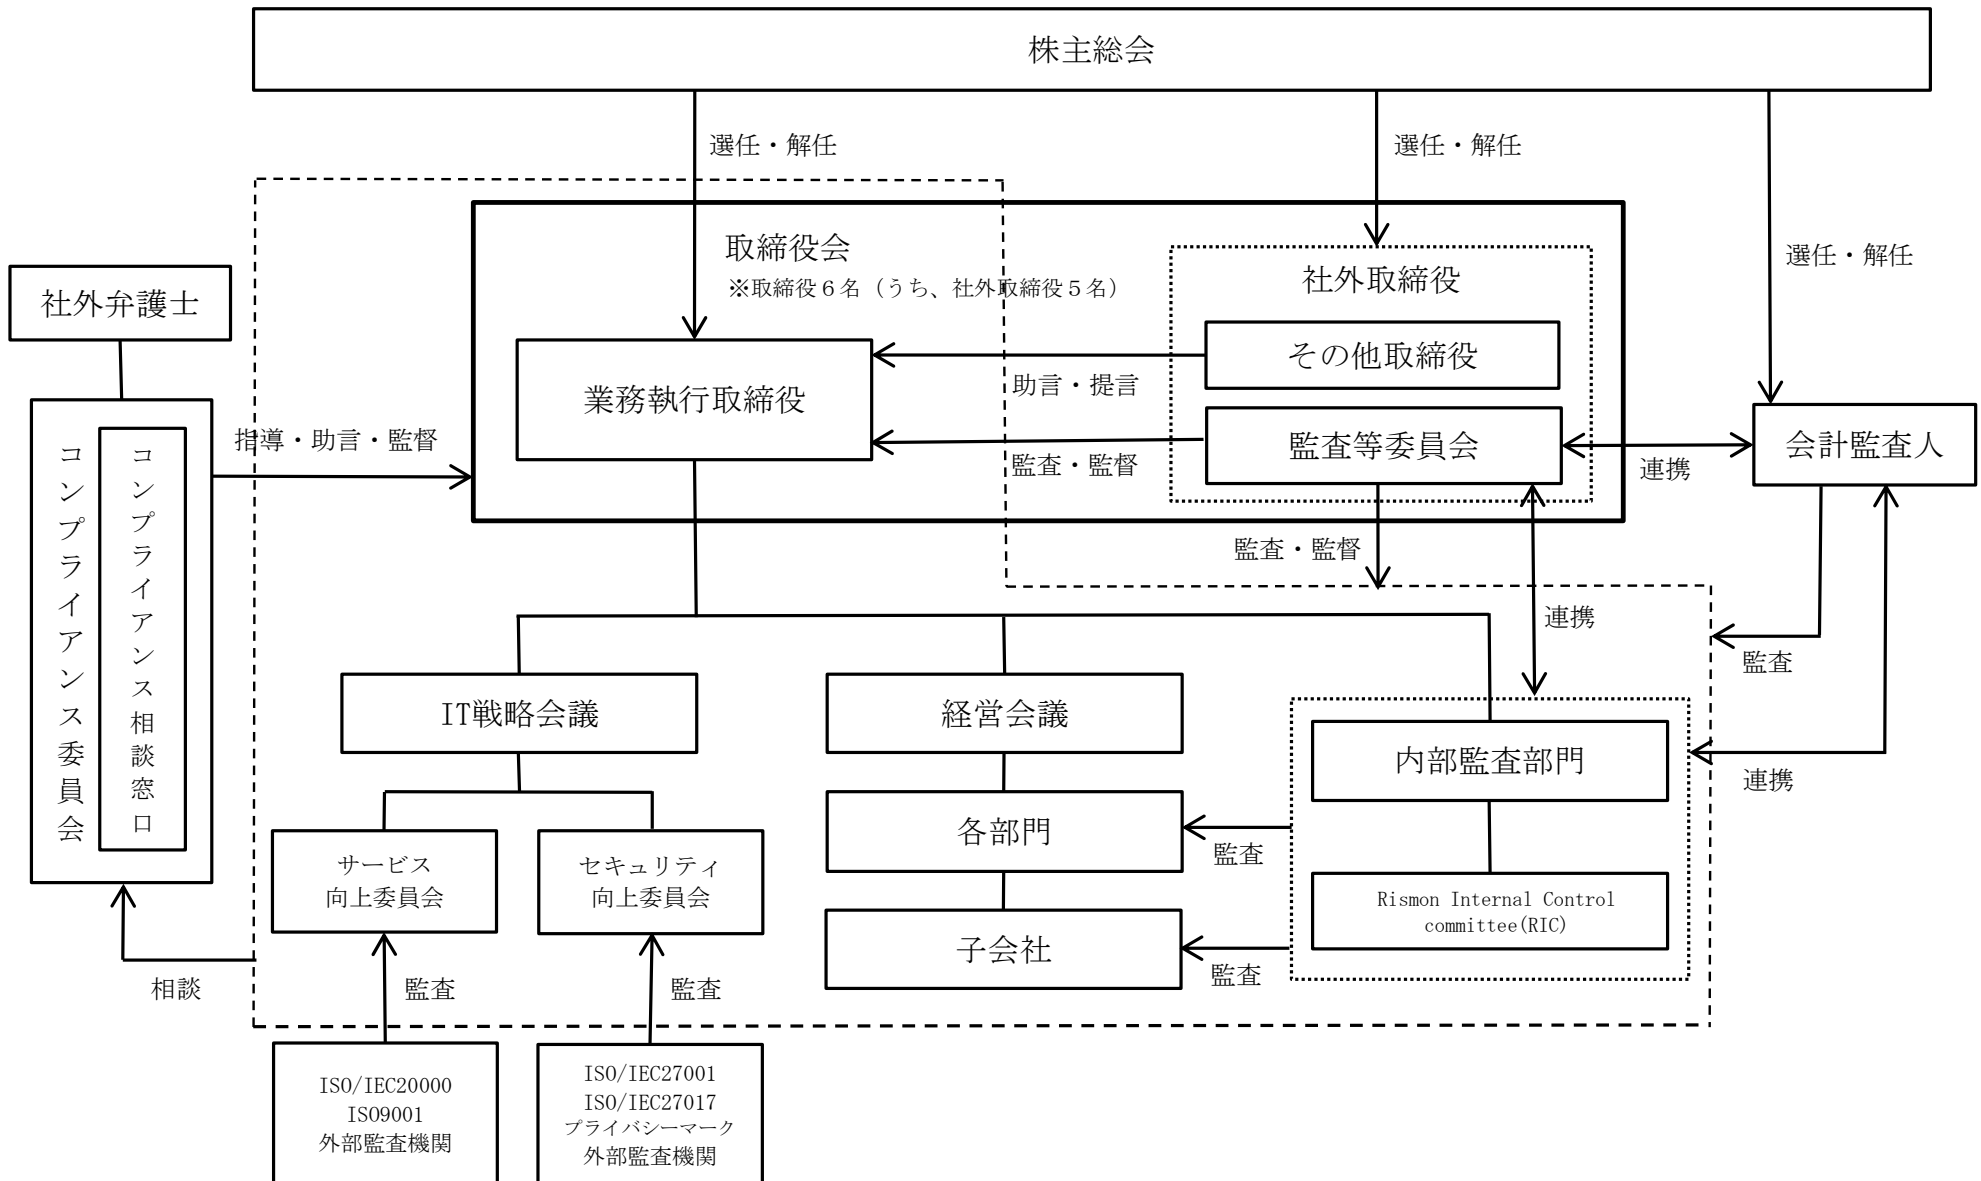 株主総会
選任・解任
選任・解任
選任・解任
取締役会
※取締役６名（うち、社外取締役５名）
社外取締役
社外弁護士
その他取締役
業務執行取締役
助言・提言
監査等委員会
監査・監督
連携
会計監査人
指導・助言・監督
コンプライアンス委員会
コンプライアンス相談窓口
監査・監督
連携
監査
IT戦略会議
経営会議
内部監査部門
連携
各部門
監査
サービス
向上委員会
セキュリティ
向上委員会
Rismon Internal Control
committee(RIC)
子会社
監査
相談
監査
監査
ISO/IEC20000
ISO9001
外部監査機関
ISO/IEC27001
ISO/IEC27017
プライバシーマーク
外部監査機関